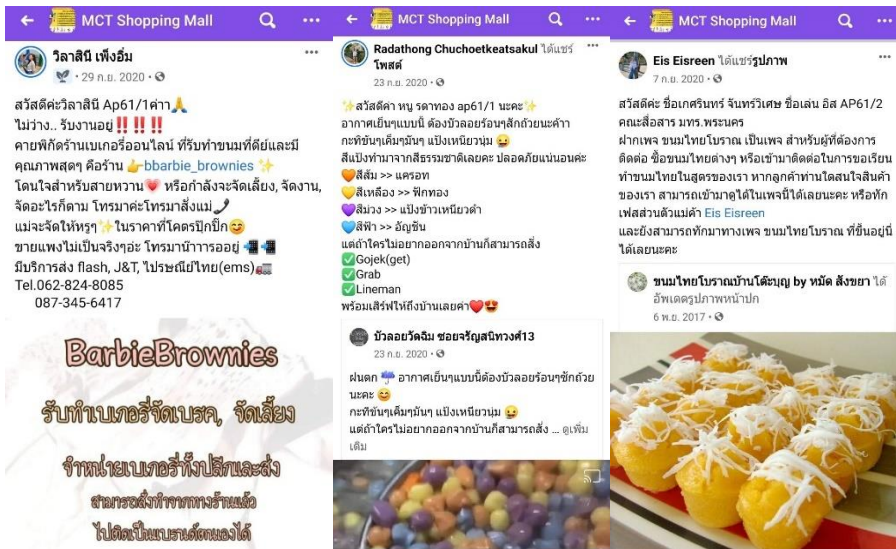 MCT Shopping Mall
วิลาสินี เพ็งอิ่ม
29 ก.ย. 2020
สวัสดีค่ะวิลาสินี Ap61/1ค่าา🙏
ไม่ว่าง.. รับงานอยู่ ‼️ ‼️ ‼️
คายพิกัดร้านเบเกอรี่ออนไลน์ ที่รับทำขนมที่ดีย์และมี
คุณภาพสุดๆ คือร้าน 👉bbarbie_brownies ✨
โดนใจสำหรับสายหวาน💗 หรือกำลังจะจัดเลี้ยง, จัดงาน,
จัดอะไรก็ตาม โทรมาค่ะโทรมาสั่งแม่📞
แม่จะจัดให้หรูๆ✨ในราคาที่โคตรปุ๊กปิ๊ก😊
ขายแพงไม่เป็นจริงๆอ่ะ โทรมาน๊าาารออยู่ 📲📲
มีบริการส่ง flash, J&T, ไปรษณีย์ไทย(ems)🚛
Tel.062-824-8085
087-345-6417
BarbieBrownies
รับทำเบเกอรี่จัดเบรค, จัดเลี้ยง
จำหน่ายเบเกอรี่ทั้งปลีกและส่ง
สามารถสั่งทำจากทางร้านแล้ว
ไปติดเป็นแบรนด์ตนเองได้
MCT Shopping Mall
Radathong Chuchoetkeatsakul ได้แชร์
โพสต์
23 ก.ย. 2020
✨สวัสดีค่า หนู รดาทอง ap61/1 นะคะ✨
อากาศเย็นๆแบบนี้ ต้องบัวลอยร้อนๆสักถ้วยนะค้าา
กะทิข้นๆเค็มๆมันๆ แป้งเหนียวนุ่ม 😝
สีแป้งทำมาจากสีธรรมชาติเลยคะ ปลอดภัยแน่นอนค่ะ
🧡สีส้ม >> แครอท
💛สีเหลือง >> ฟักทอง
💜สีม่วง >> แป้งข้าวเหนียวดำ
💙สีฟ้า >> อัญชัน
แต่ถ้าใครไม่อยากออกจากบ้านก็สามารถสั่ง
✅Gojek(get)
✅Grab
✅Lineman
พร้อมเสิร์ฟให้ถึงบ้านเลยค่า❤️😍
บัวลอยวัดฉิม ซอยจรัญสนิทวงศ์13
23 ก.ย. 2020
ฝนตก ☔ อากาศเย็นๆแบบนี้ต้องบัวลอยร้อนๆซักถ้วย
นะคะ 😊
กะทิข้นๆเค็มๆมันๆ แป้งเหนียวนุ่ม 😝
แต่ถ้าใครไม่อยากออกจากบ้านก็สามารถสั่ง ... ดูเพิ่ม
เติม
MCT Shopping Mall
Eis Eisreen ได้แชร์รูปภาพ
7 ก.ย. 2020
สวัสดีค่ะ ชื่อเกศรินทร์ จันทร์วิเศษ ชื่อเล่น อิส AP61/2
คณะสื่อสาร มทร.พระนคร
ฝากเพจ ขนมไทยโบราณ เป็นเพจ สำหรับผู้ที่ต้องการ
ติดต่อ ซื้อขนมไทยต่างๆ หรือเข้ามาติดต่อในการขอเรียน
ทำขนมไทยในสูตรของเรา หากลูกค้าท่านใดสนใจสินค้า
ของเรา สามารถเข้ามาดูได้ในเพจนี้ได้เลยนะคะ หรือทัก
เฟสส่วนตัวแม่ค้า Eis Eisreen
และยังสามารถทักมาทางเพจ ขนมไทยโบราณ ที่ขึ้นอยู่นี่
ได้เลยนะคะ
ขนมไทยโบราณบ้านโต๊ะบุญ by หมัด สังขยา ได้
อัพเดตรูปภาพหน้าปก
6 พ.ย. 2017